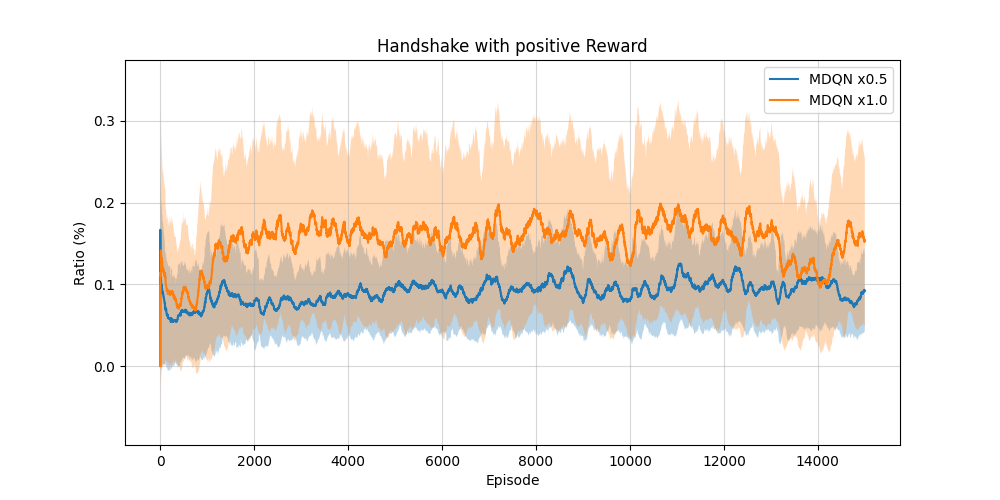 Handshake with positive Reward
MDQN x0.5
MDQN x1.0
Ratio (%)
0.3
0.2
0.1
0.0
0 2000 4000 6000 8000 10000 12000 14000
Episode